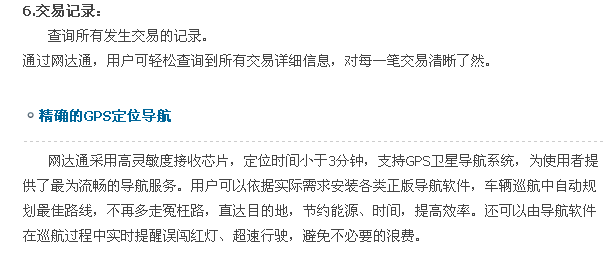 6.交易记录：
查询所有发生交易的记录。
通过网达通，用户可轻松查询到所有交易详细信息，对每一笔交易清晰了然。
精确的GPS定位导航
网达通采用高灵敏度接收芯片，定位时间小于3分钟，支持GPS卫星导航系统，为使用者提
供了最为流畅的导航服务。用户可以依据实际需求安装各类正版导航软件，车辆巡航中自动规
划最佳路线，不再多走冤枉路，直达目的地，节约能源、时间，提高效率。还可以由导航软件
在巡航过程中实时提醒误闯红灯、超速行驶，避免不必要的浪费。